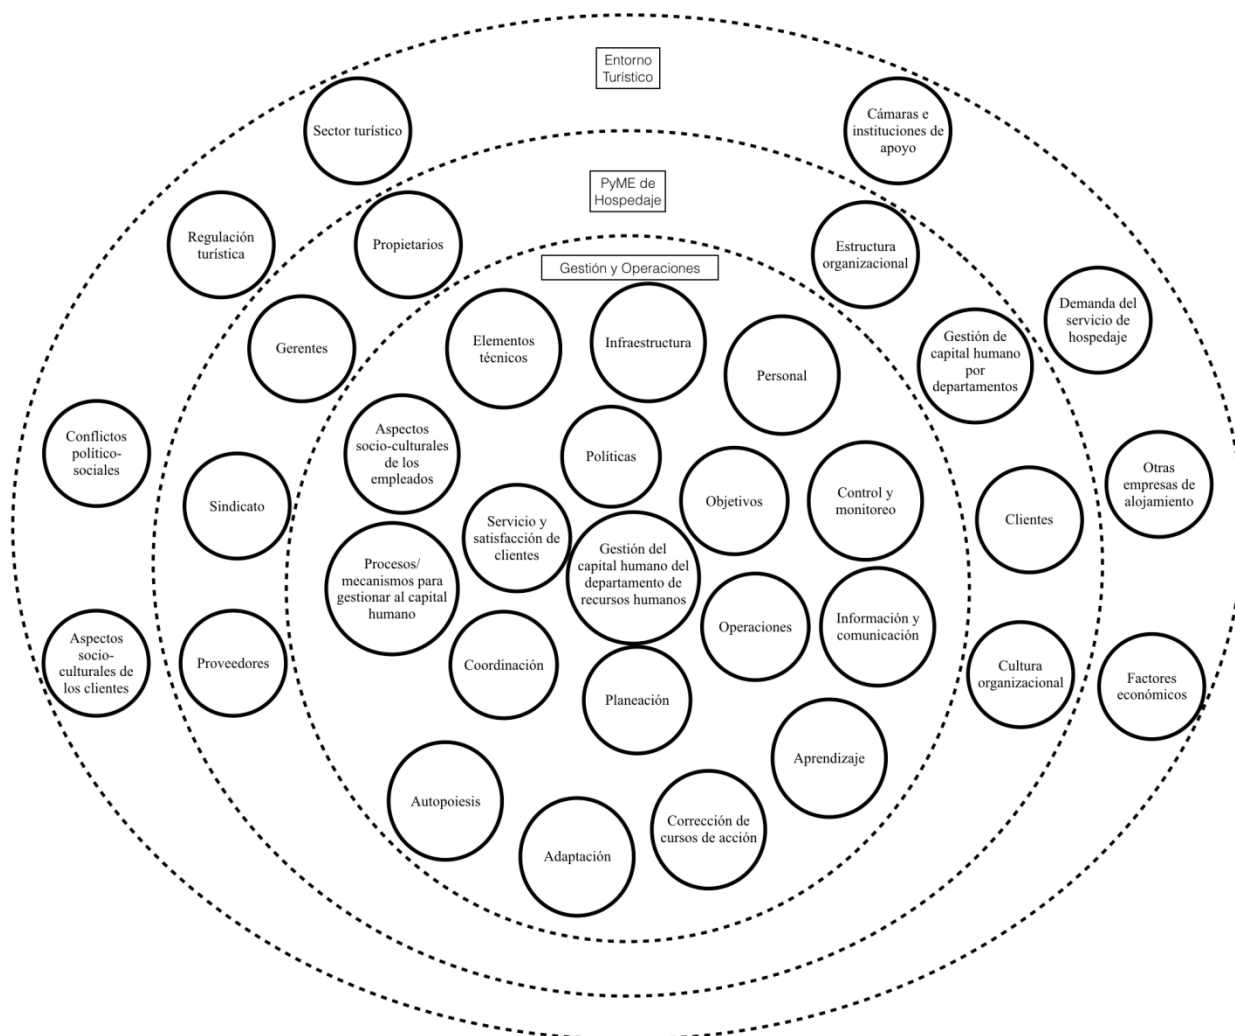 Entorno
Turístico
Sector turístico
Cámaras e
instituciones de
apoyo
PyME de
Hospedaje
Regulación
turística
Propietarios
Estructura
organizacional
Gestión y Operaciones
Demanda del
servicio de
hospedaje
Gerentes
Elementos
técnicos
Infraestructura
Personal
Gestión de
capital humano
por
departamentos
Conflictos
político-
sociales
Aspectos
socio-culturales
de los
empleados
Políticas
Otras
empresas de
alojamiento
Sindicato
Servicio y
satisfacción de
clientes
Objetivos
Control y
monitoreo
Clientes
Procesos/
mecanismos para
gestionar al capital
humano
Gestión del
capital humano del
departamento de
recursos humanos
Operaciones
Información y
comunicación
Aspectos
socio-
culturales de
los clientes
Proveedores
Coordinación
Planeación
Cultura
organizacional
Factores
económicos
Aprendizaje
Autopoiesis
Adaptación
Corrección de
cursos de acción